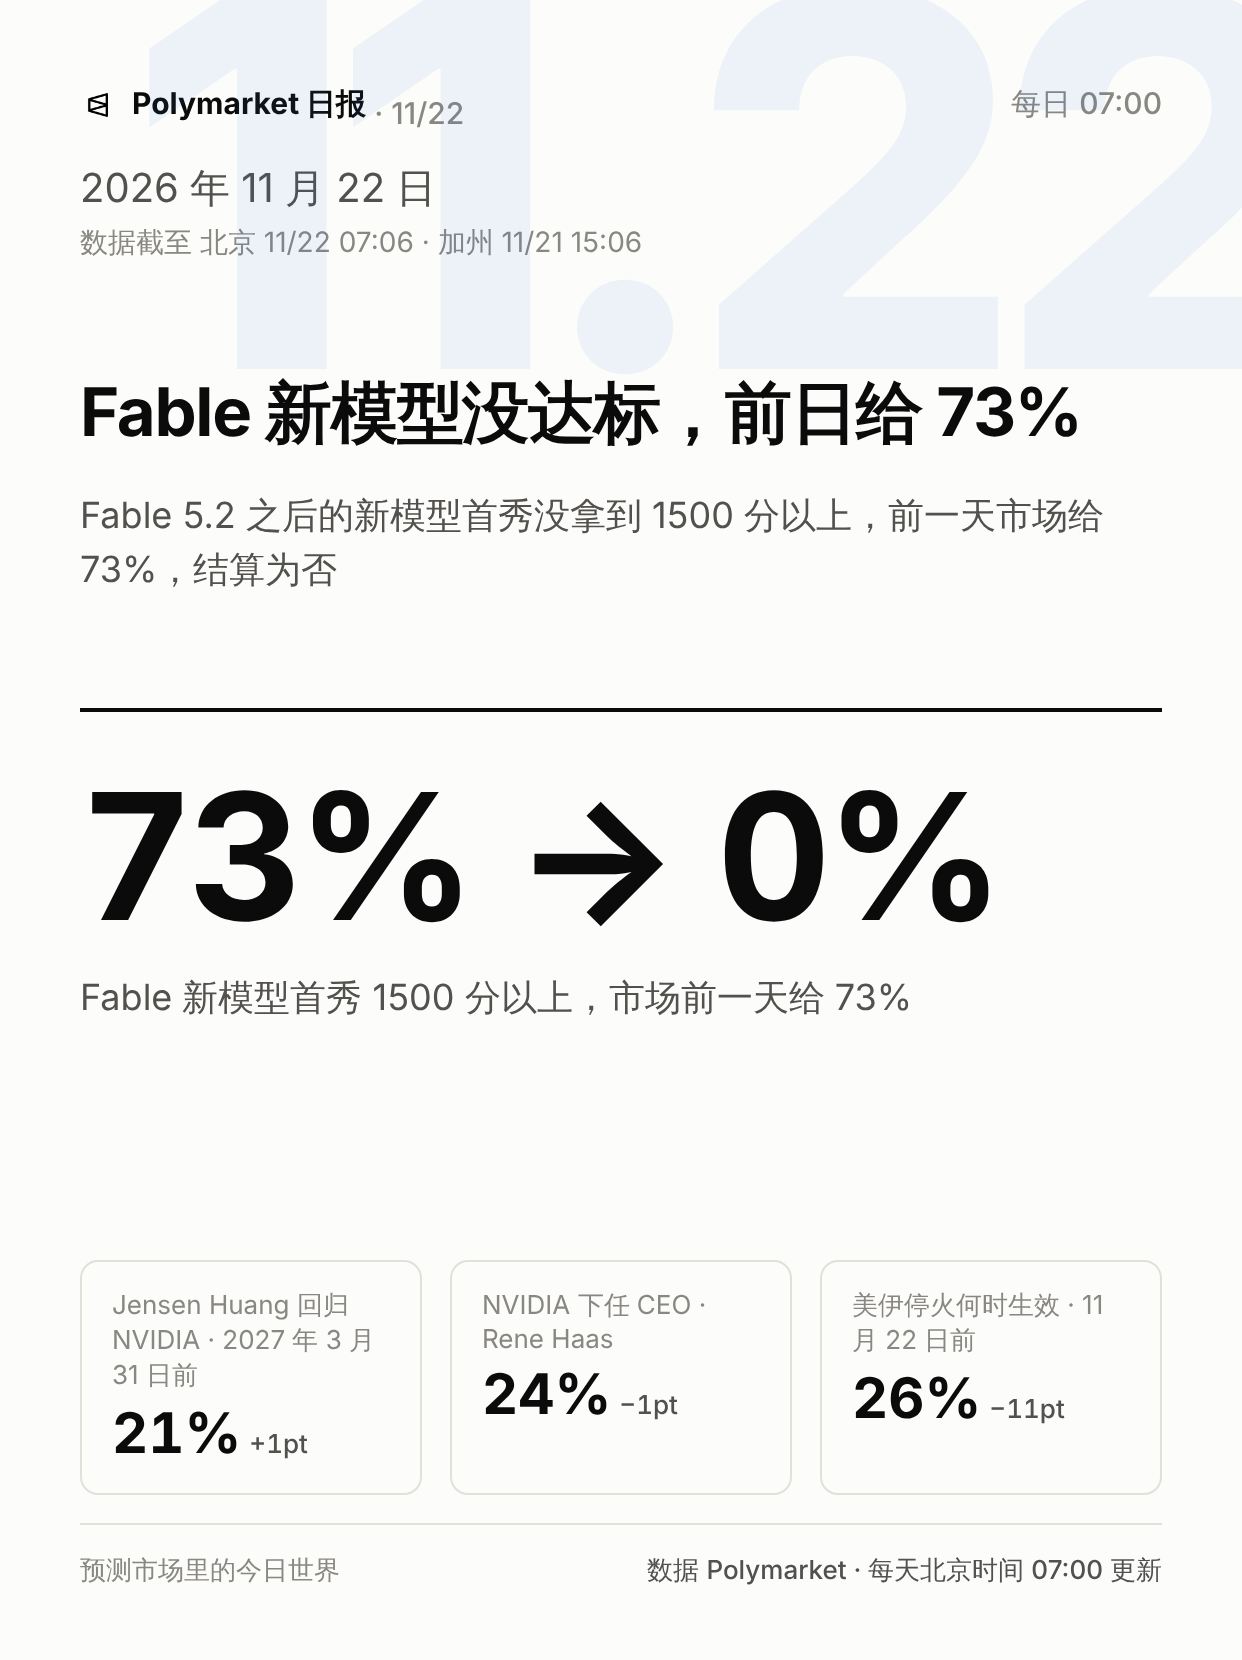 11.22
Polymarket 日报 · 11/22
每日 07:00
2026 年 11 月 22 日
数据截至 北京 11/22 07:06 · 加州 11/21 15:06
Fable 新模型没达标，前日给 73%
Fable 5.2 之后的新模型首秀没拿到 1500 分以上，前一天市场给
73%，结算为否
73% → 0%
Fable 新模型首秀 1500 分以上，市场前一天给 73%
Jensen Huang 回归
NVIDIA · 2027 年 3 月
31 日前
21% +1pt
NVIDIA 下任 CEO ·
Rene Haas
24% −1pt
美伊停火何时生效 · 11
月 22 日前
26% −11pt
预测市场里的今日世界
数据 Polymarket · 每天北京时间 07:00 更新